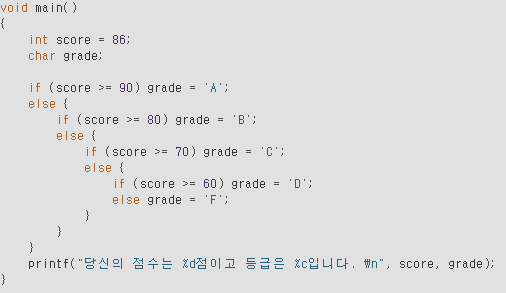 void main()
{
    int score = 86;
    char grade;

    if (score >= 90) grade = 'A';
    else {
        if (score >= 80) grade = 'B';
        else {
            if (score >= 70) grade = 'C';
            else {
                if (score >= 60) grade = 'D';
                else grade = 'F';
            }
        }
    }
    printf("당신의 점수는 %d점이고 등급은 %c입니다. ₩n", score, grade);
}